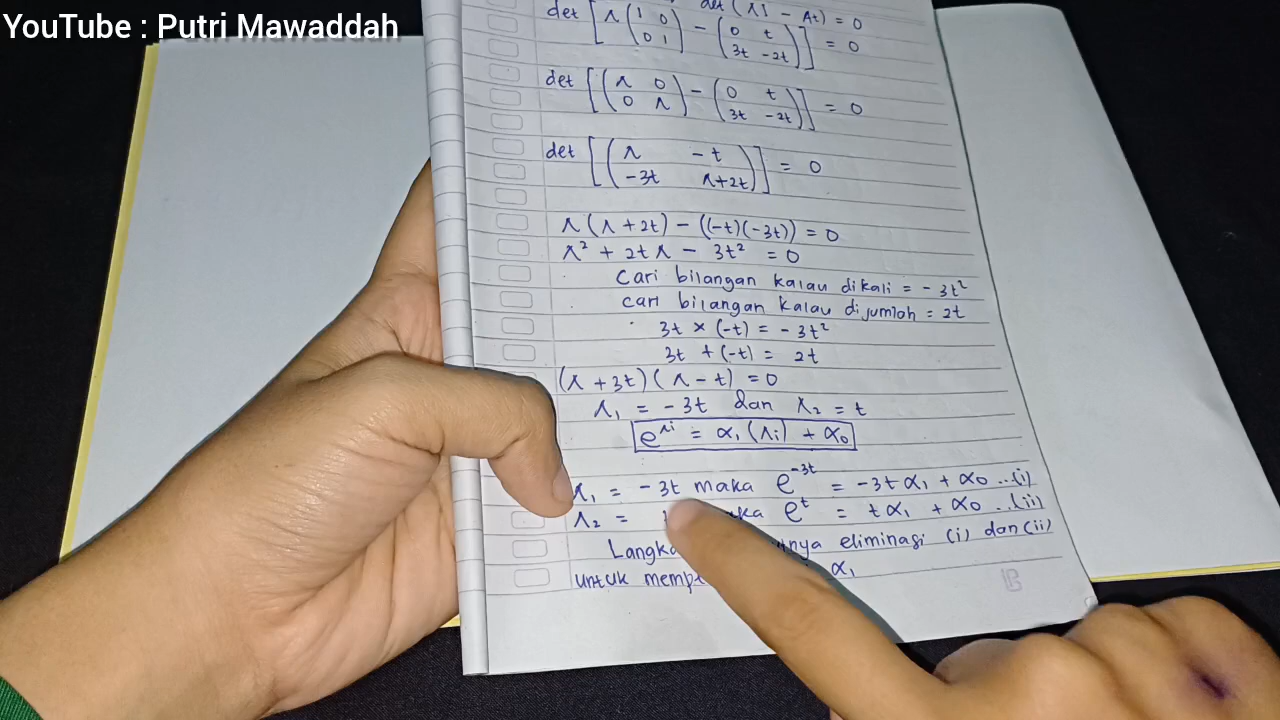 YouTube : Putri Mawaddah
det (λI - At) = 0
det [λ (1 0 0 1) - (0 t 3t -2t)] = 0
det [(λ 0 0 λ) - (0 t 3t -2t)] = 0
det [(λ -t -3t λ+2t)] = 0
λ (λ + 2t) - ((-t)(-3t)) = 0
λ² + 2tλ - 3t² = 0
Cari bilangan kalau dikali = -3t²
cari bilangan kalau dijumlah = 2t
3t × (-t) = -3t²
3t + (-t) = 2t
(λ + 3t)(λ - t) = 0
λ₁ = -3t dan λ₂ = t
e^λi = α₁ (λi) + α₀
λ₁ = -3t maka e^-3t = -3tα₁ + α₀ ...(i)
λ₂ = e^t = tα₁ + α₀ ...(ii)
eliminasi (i) dan (ii)
untuk α₁